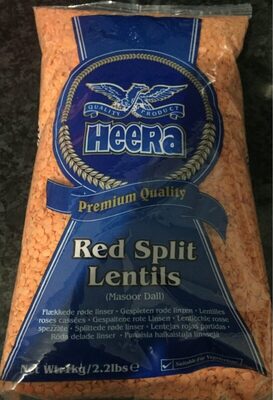 QUALITY PRODUCT
HEERA
Premium Quality
Red Split
Lentils
(Masoor Dall)
Flækkede røde linser - Gespleten rode linzen - Lentilles
roses cassées - Gespaltene rote Linsen - Lenticchie rosse
spezzate - Splittede røde linser - Lentejas rojas partidas -
Röda delade linser - Punaisia halkaistuja linssejä
Net Wt: 1kg/2.2lbs e
Suitable for Vegetarians